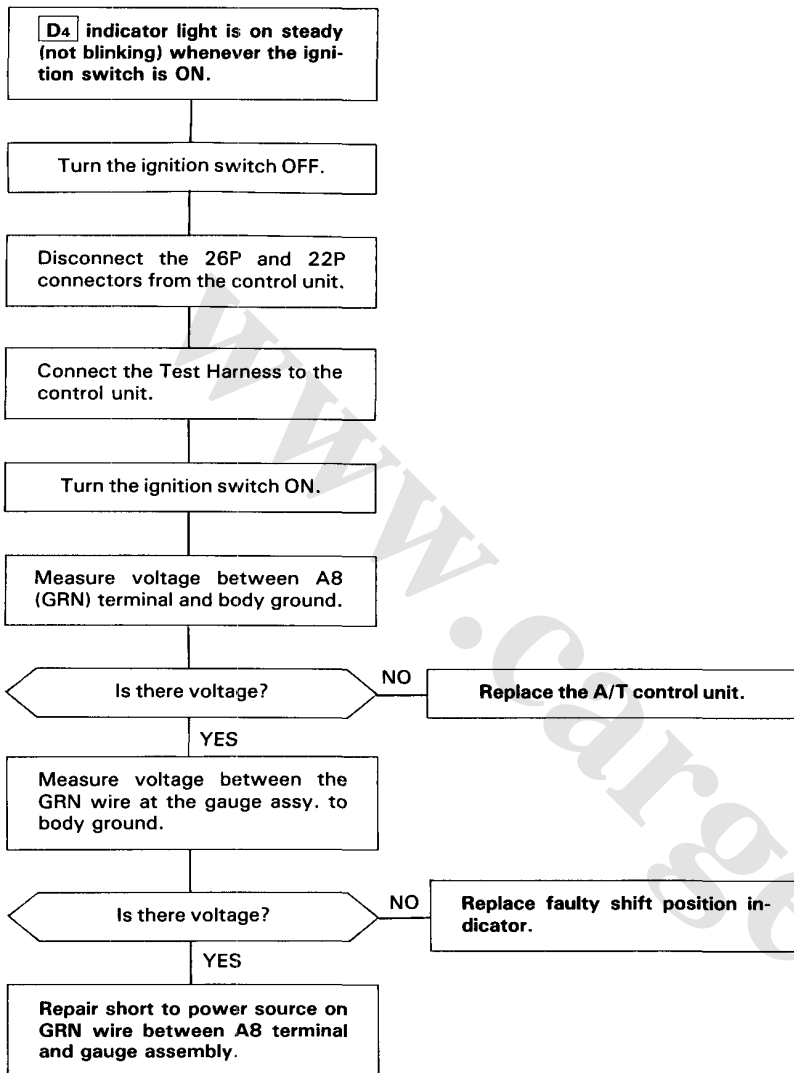 D4 indicator light is on steady
(not blinking) whenever the igni-
tion switch is ON.
Turn the ignition switch OFF.
Disconnect the 26P and 22P
connectors from the control unit.
Connect the Test Harness to the
control unit.
Turn the ignition switch ON.
Measure voltage between A8
(GRN) terminal and body ground.
Is there voltage?
NO
Replace the A/T control unit.
YES
Measure voltage between the
GRN wire at the gauge assy. to
body ground.
Is there voltage?
NO
Replace faulty shift position in-
dicator.
YES
Repair short to power source on
GRN wire between A8 terminal
and gauge assembly.
www.carge